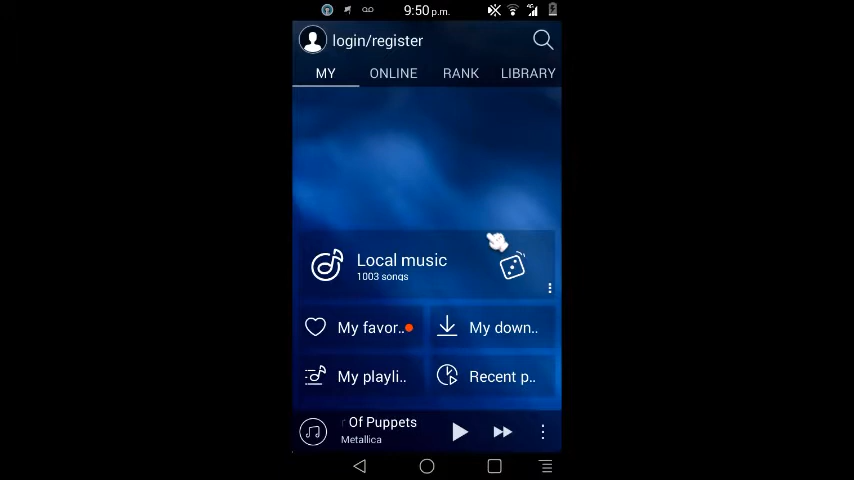 9:50 p.m.
4G
login/register
MY ONLINE RANK LIBRARY
Local music
1003 songs
My favor.. My down..
My playli.. Recent p..
Of Puppets
Metallica